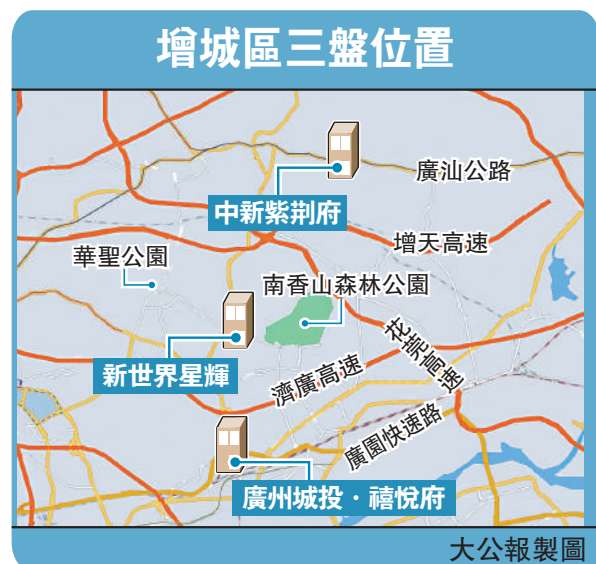 增城區三盤位置
廣汕公路
中新紫荆府
增天高速
華聖公園
南香山森林公園
花莞高速
新世界星輝
濟廣高速
廣園快速路
廣州城投·禧悅府
大公報製圖